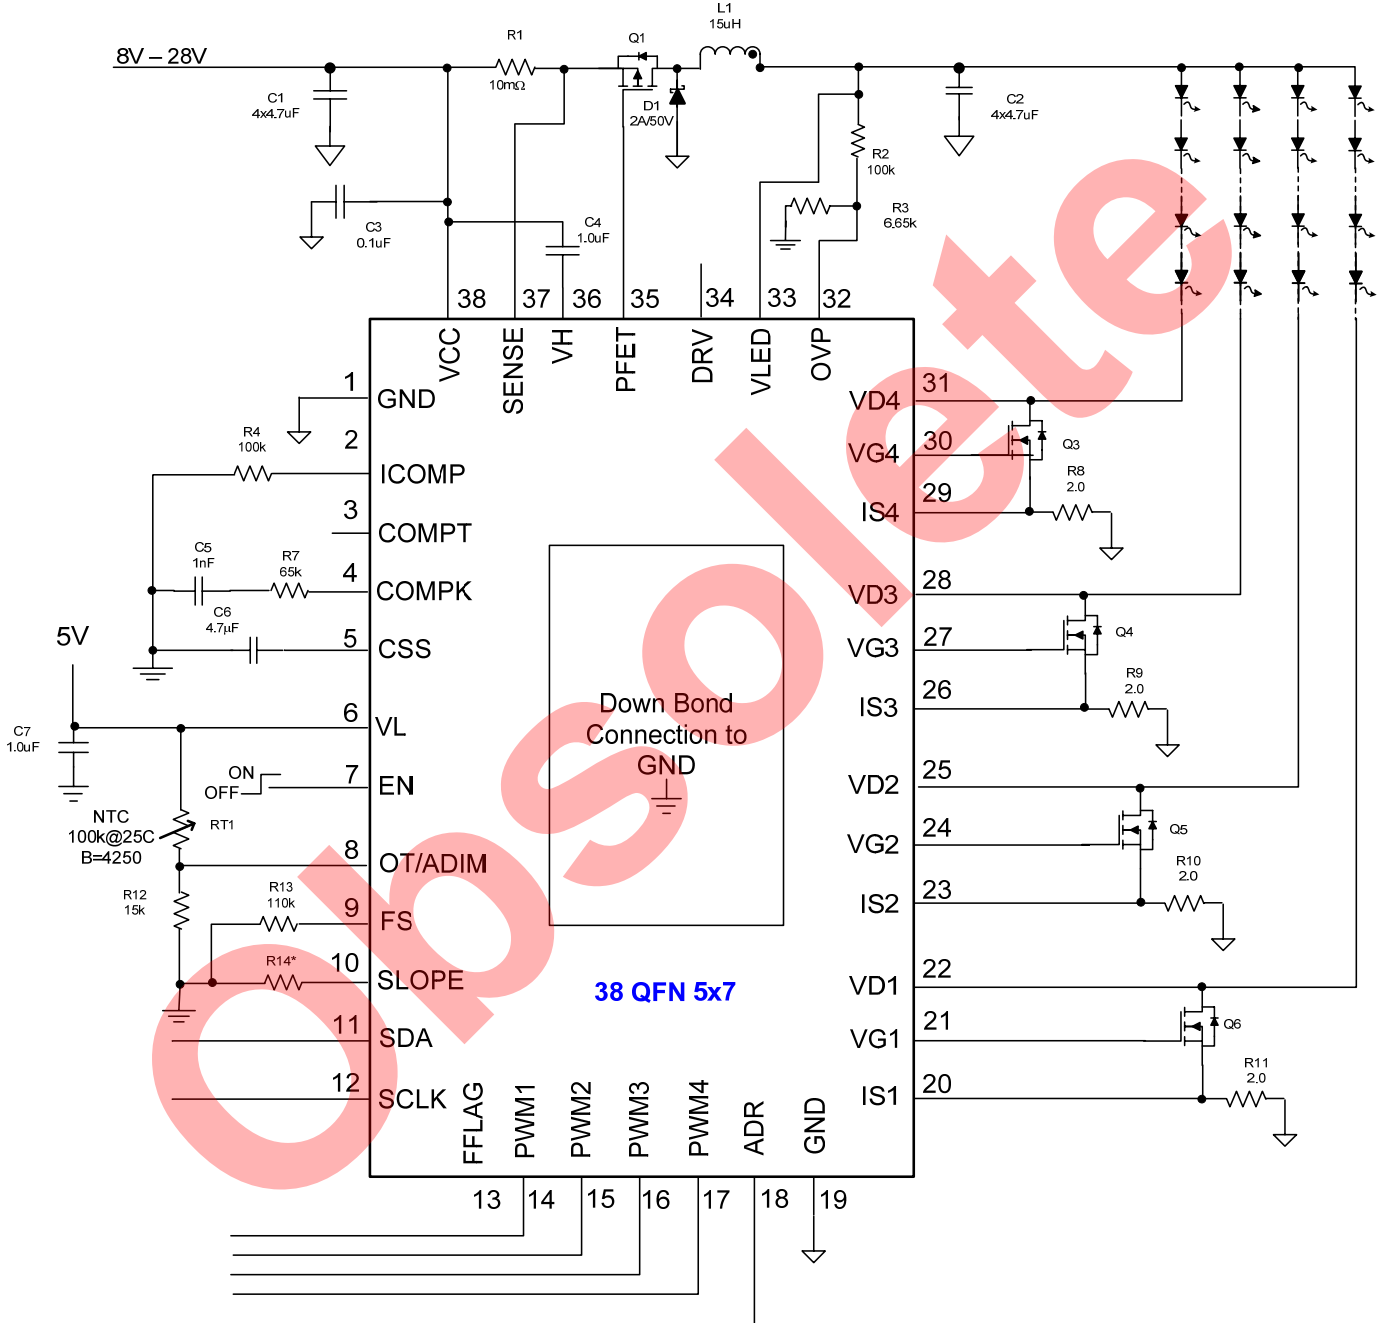 L1
15uH
8V – 28V
R1
10mΩ
Q1
C1
4x4.7uF
D1
2A/50V
C2
4x4.7uF
R2
100k
C3
0.1uF
C4
1.0uF
R3
6.65k
38
37
36
35
34
33
32
VCC
SENSE
VH
PFET
DRV
VLED
OVP
1
GND
2
ICOMP
R4
100k
3
COMPT
4
COMPK
C5
1nF
R7
65k
5
CSS
C6
4.7µF
5V
6
VL
C7
1.0uF
7
EN
ON
OFF
NTC
100k@25C
B=4250
RT1
8
OT/ADIM
R12
15k
R13
110k
9
FS
R14*
10
SLOPE
11
SDA
12
SCLK
31
VD4
30
VG4
Q3
29
IS4
R8
2.0
28
VD3
27
VG3
Q4
26
IS3
R9
2.0
25
VD2
24
VG2
Q5
23
IS2
R10
2.0
22
VD1
21
VG1
Q6
20
IS1
R11
2.0
Down Bond
Connection to
GND
38 QFN 5x7
FFLAG
PWM1
PWM2
PWM3
PWM4
ADR
GND
13
14
15
16
17
18
19
Obsolete